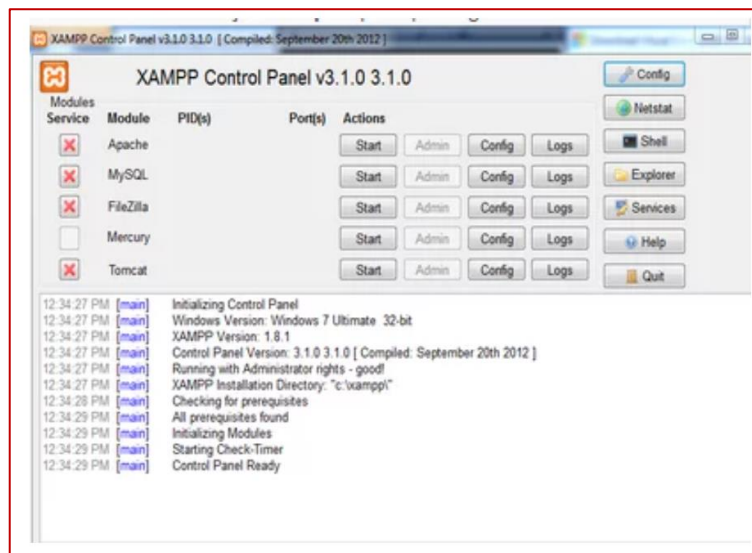 XAMPP Control Panel v3.1.0 3.1.0 [ Compiled: September 20th 2012 ]
XAMPP Control Panel v3.1.0 3.1.0
Config
Modules
Service Module PID(s) Port(s) Actions
Netstat
Apache Start Admin Config Logs
Shell
MySQL Start Admin Config Logs
Explorer
FileZilla Start Admin Config Logs
Services
Mercury Start Admin Config Logs
Help
Tomcat Start Admin Config Logs
Quit
12:34:27 PM [main] Initializing Control Panel
12:34:27 PM [main] Windows Version: Windows 7 Ultimate 32-bit
12:34:27 PM [main] XAMPP Version: 1.8.1
12:34:27 PM [main] Control Panel Version: 3.1.0 3.1.0 [ Compiled: September 20th 2012 ]
12:34:27 PM [main] Running with Administrator rights - good!
12:34:27 PM [main] XAMPP Installation Directory: "c:\xampp\"
12:34:28 PM [main] Checking for prerequisites
12:34:29 PM [main] All prerequisites found
12:34:29 PM [main] Initializing Modules
12:34:29 PM [main] Starting Check-Timer
12:34:29 PM [main] Control Panel Ready